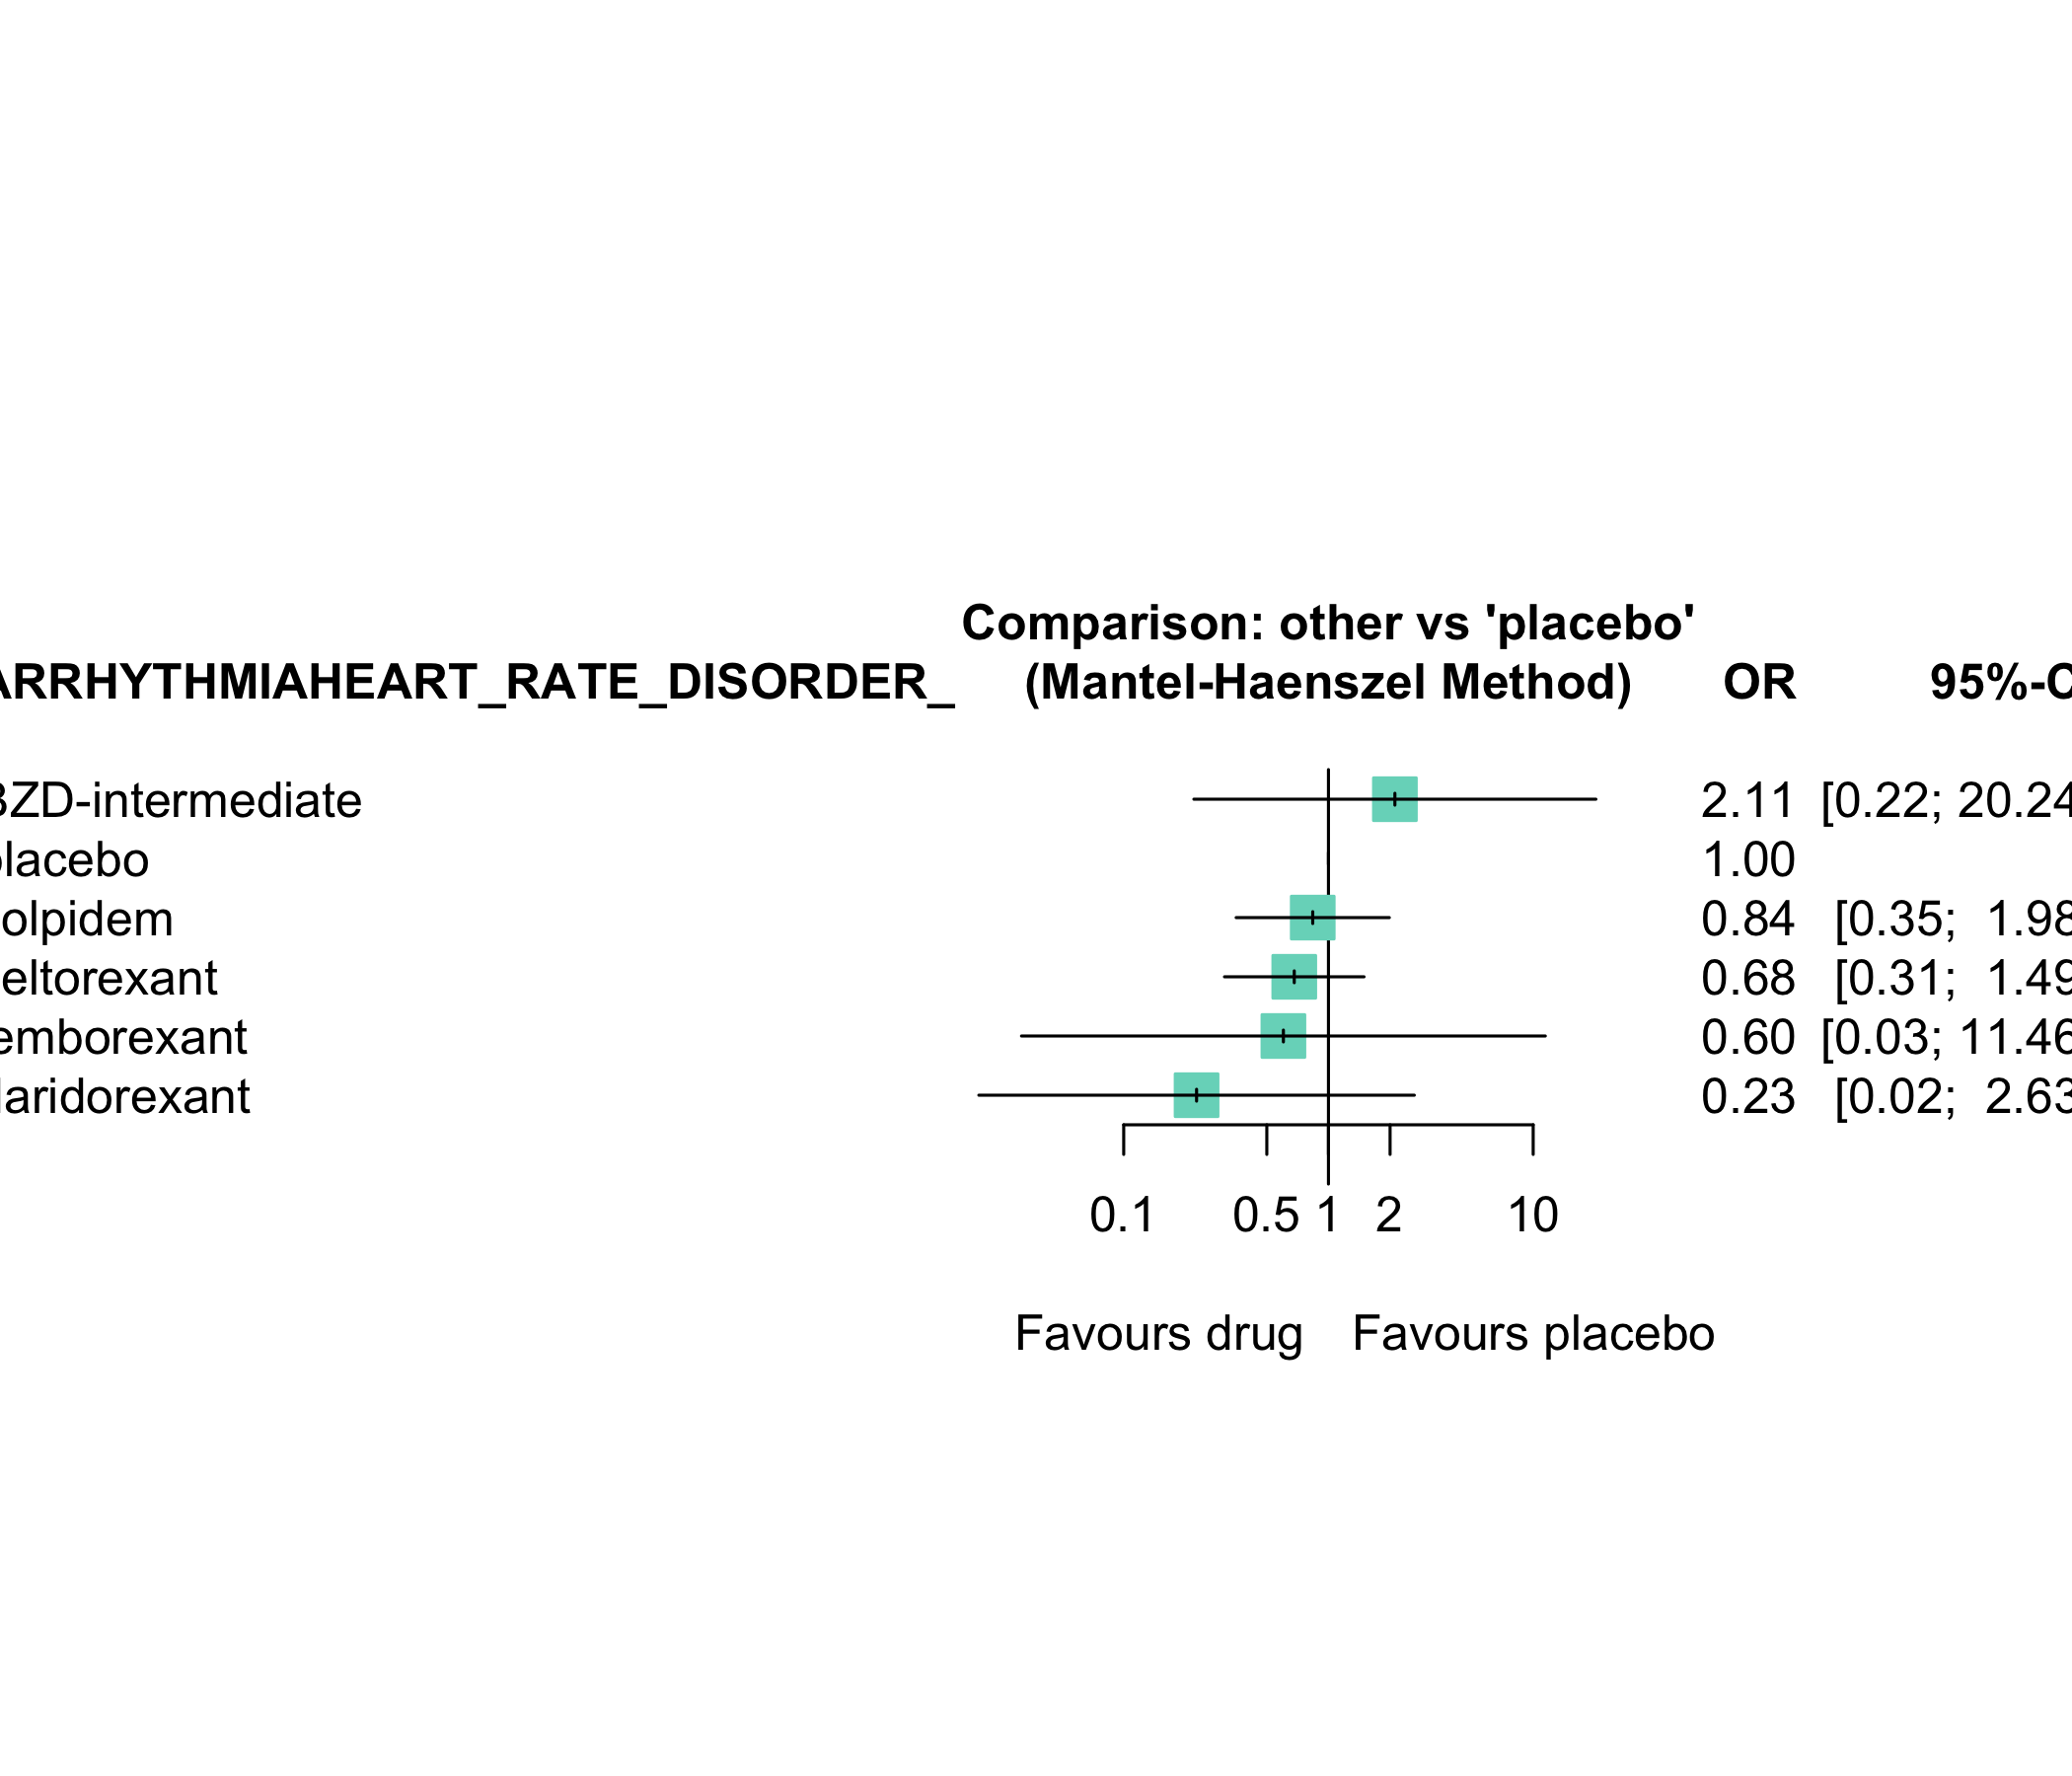 Comparison: other vs 'placebo'
ARRHYTHMIAHEART_RATE_DISORDER_ (Mantel-Haenszel Method) OR 95%-C
BZD-intermediate 2.11 [0.22; 20.24
placebo 1.00
olpidem 0.84 [0.35; 1.98
eltorexant 0.68 [0.31; 1.49
emborexant 0.60 [0.03; 11.46
daridorexant 0.23 [0.02; 2.63
0.1 0.5 1 2 10
Favours drug Favours placebo